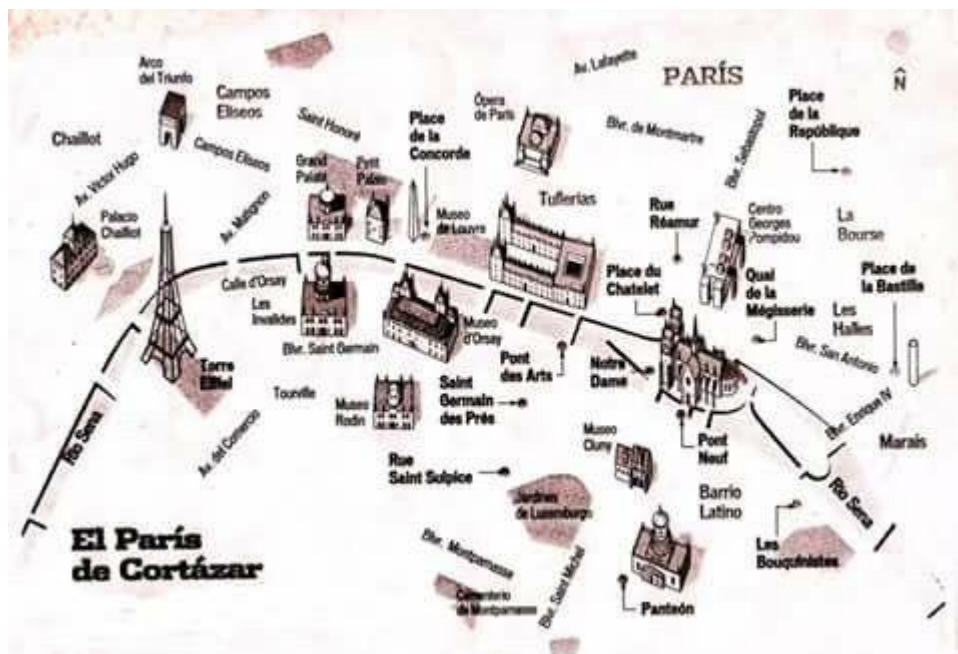 Av. Lafayette
PARÍS
N
Arco
del Triunfo
Campos
Elíseos
Ópera
de París
Place
de la
République
Saint Honoré
Place
de la
Concorde
Blvr. de Montmartre
Blvr. Sebastopol
Chaillot
Campos Elíseos
Av. Víctor Hugo
Grand
Palais
Petit
Palais
Av. Matignon
Tullerías
Rue
Réamur
Centro
Georges
Pompidou
La
Bourse
Palacio
Chaillot
Museo
de Louvre
Place du
Chatelet
Quai
de la
Mégisserie
Place de
la Bastille
Calle d'Orsay
Les
Invalides
Les
Halles
Museo
d'Orsay
Blvr. San Antonio
Blvr. Saint Germain
Pont
des Arts
Notre
Dame
Torre
Eiffel
Tourville
Museo
Rodin
Saint
Germain
des Prés
Blvr. Enrique IV
Marais
Río Sena
Av. del Comercio
Museo
Cluny
Pont
Neuf
Rue
Saint Sulpice
Barrio
Latino
Río Sena
Jardines
de Luxemburgo
El París
de Cortázar
Blvr. Montparnasse
Les
Bouquinistes
Cementerio
de Montparnasse
Blvr. Saint Michel
Panteón